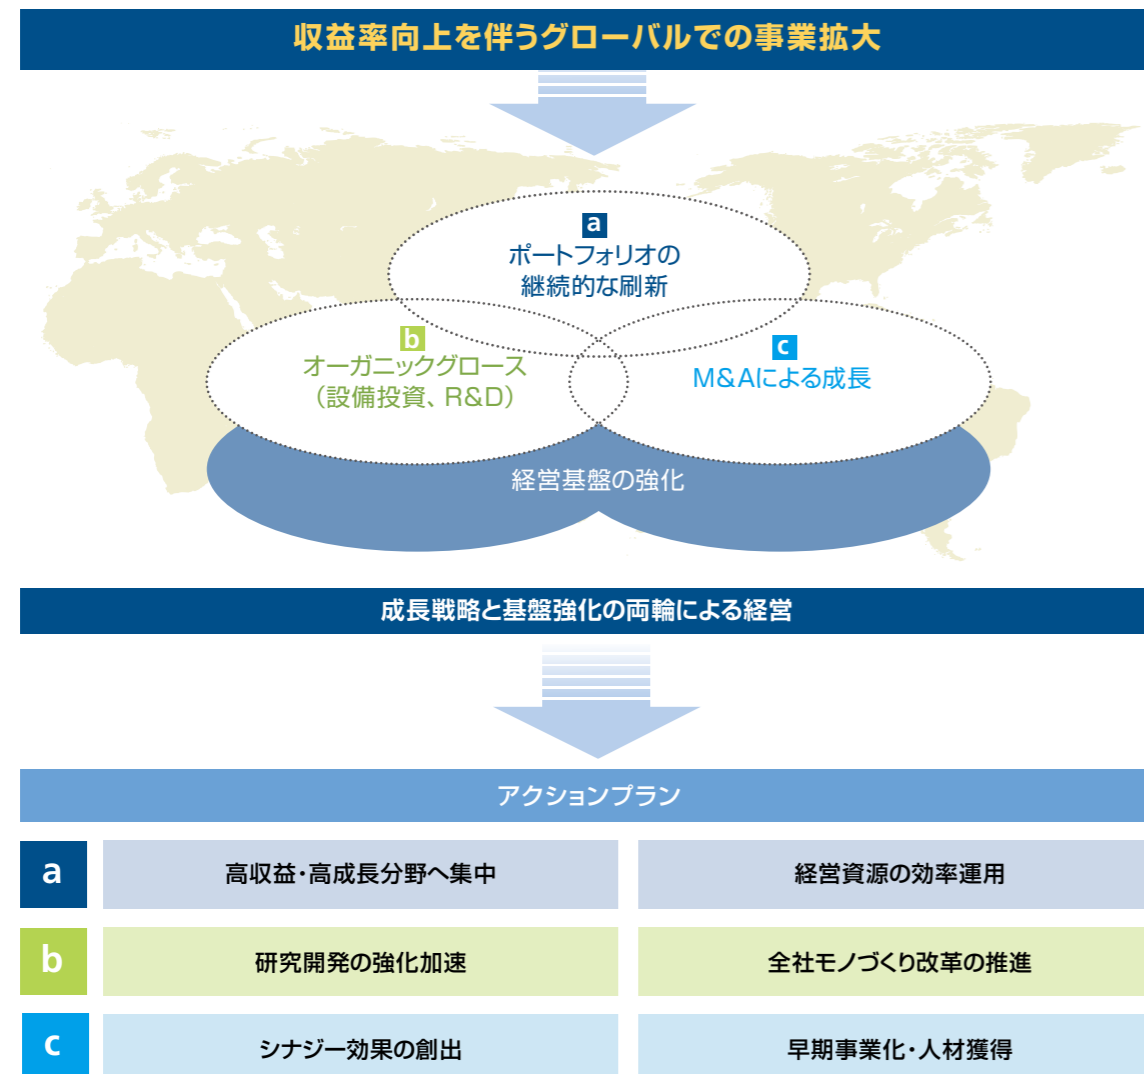 収益率向上を伴うグローバルでの事業拡大
a
ポートフォリオの
継続的な刷新
b
オーガニックグロース
（設備投資、R&D）
c
M&Aによる成長
経営基盤の強化
成長戦略と基盤強化の両輪による経営
アクションプラン
a 高収益・高成長分野へ集中 経営資源の効率運用
b 研究開発の強化加速 全社モノづくり改革の推進
c シナジー効果の創出 早期事業化・人材獲得